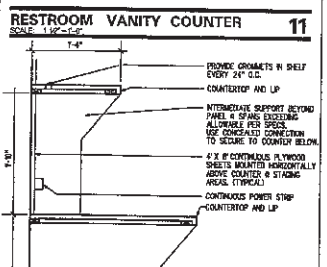 RESTROOM VANITY COUNTER 11
SCALE: 1 1/2"=1'-0"
1'-4"
PROVIDE GROMMETS IN SHELF
EVERY 24" O.C.
COUNTERTOP AND LIP
INTERMEDIATE SUPPORT BEYOND
PANEL @ SPANS EXCEEDING
ALLOWABLE PER SPECS.
USE CONCEALED CONNECTION
TO SECURE TO COUNTER BELOW.
1'-10"
4' X 8' CONTINUOUS PLYWOOD
SHEETS MOUNTED HORIZONTALLY
ABOVE COUNTER @ STAGING
AREAS. (TYPICAL)
CONTINUOUS POWER STRIP
COUNTERTOP AND LIP